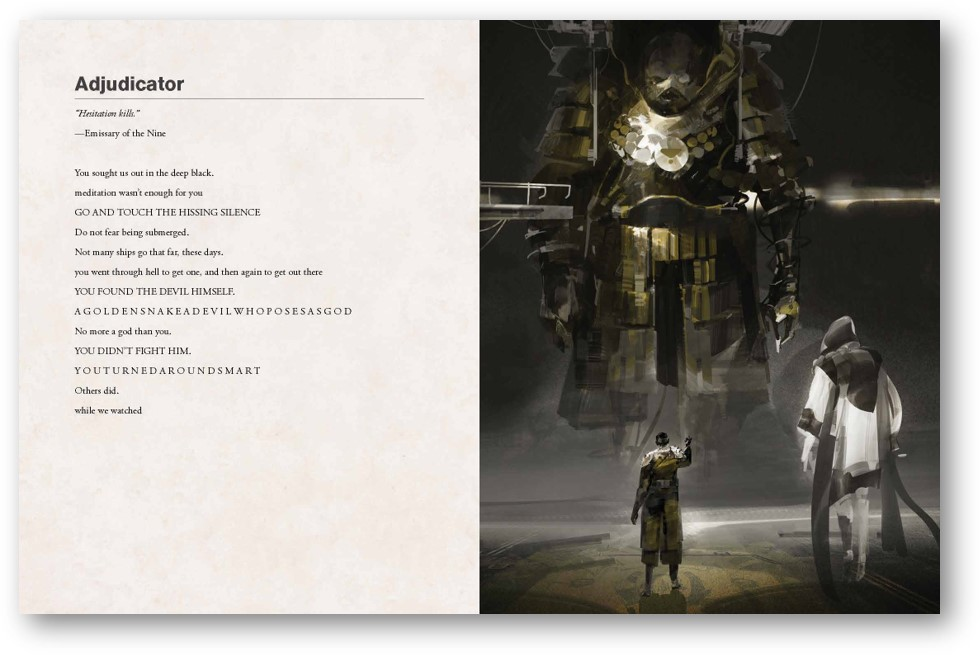 Adjudicator
"Hesitation kills."
—Emissary of the Nine
You sought us out in the deep black.
meditation wasn't enough for you
GO AND TOUCH THE HISSING SILENCE
Do not fear being submerged.
Not many ships go that far, these days.
you went through hell to get one, and then again to get out there
YOU FOUND THE DEVIL HIMSELF.
A G O L D E N S N A K E A D E V I L W H O P O S E S A S G O D
No more a god than you.
YOU DIDN'T FIGHT HIM.
Y O U T U R N E D A R O U N D S M A R T
Others did.
while we watched